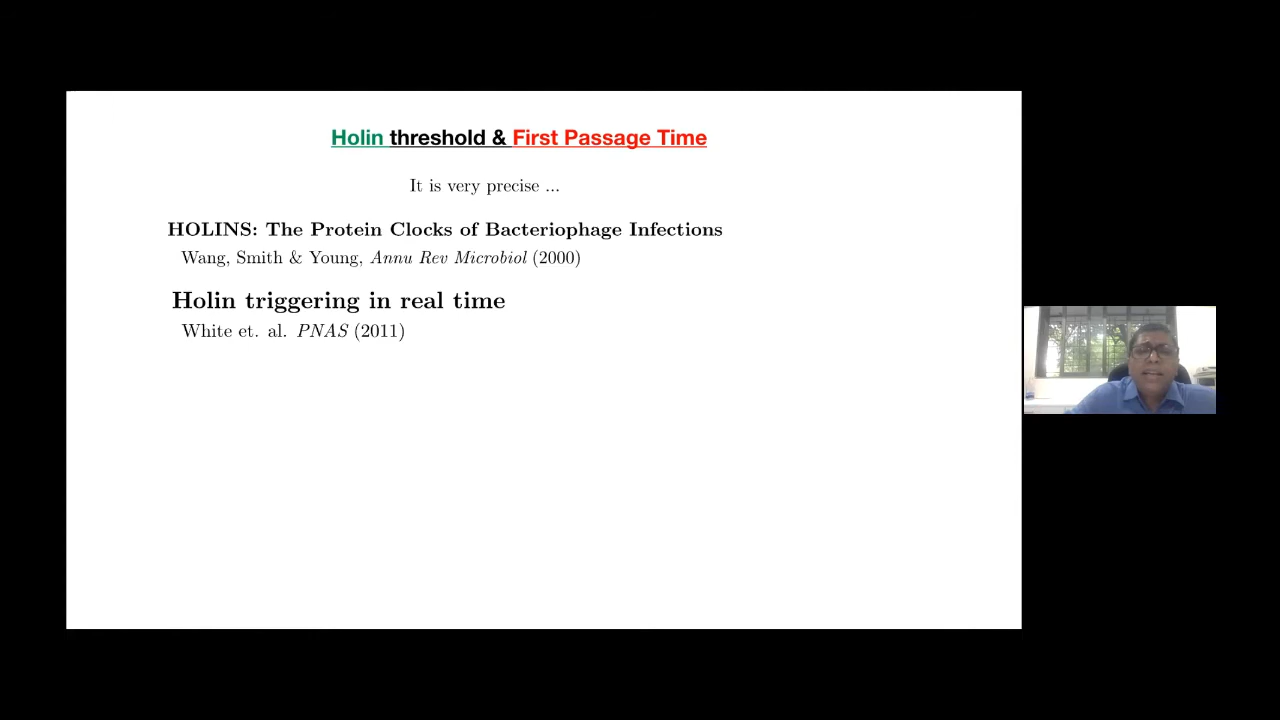 Holin threshold & First Passage Time
It is very precise ...
HOLINS: The Protein Clocks of Bacteriophage Infections
Wang, Smith & Young, Annu Rev Microbiol (2000)
Holin triggering in real time
White et. al. PNAS (2011)